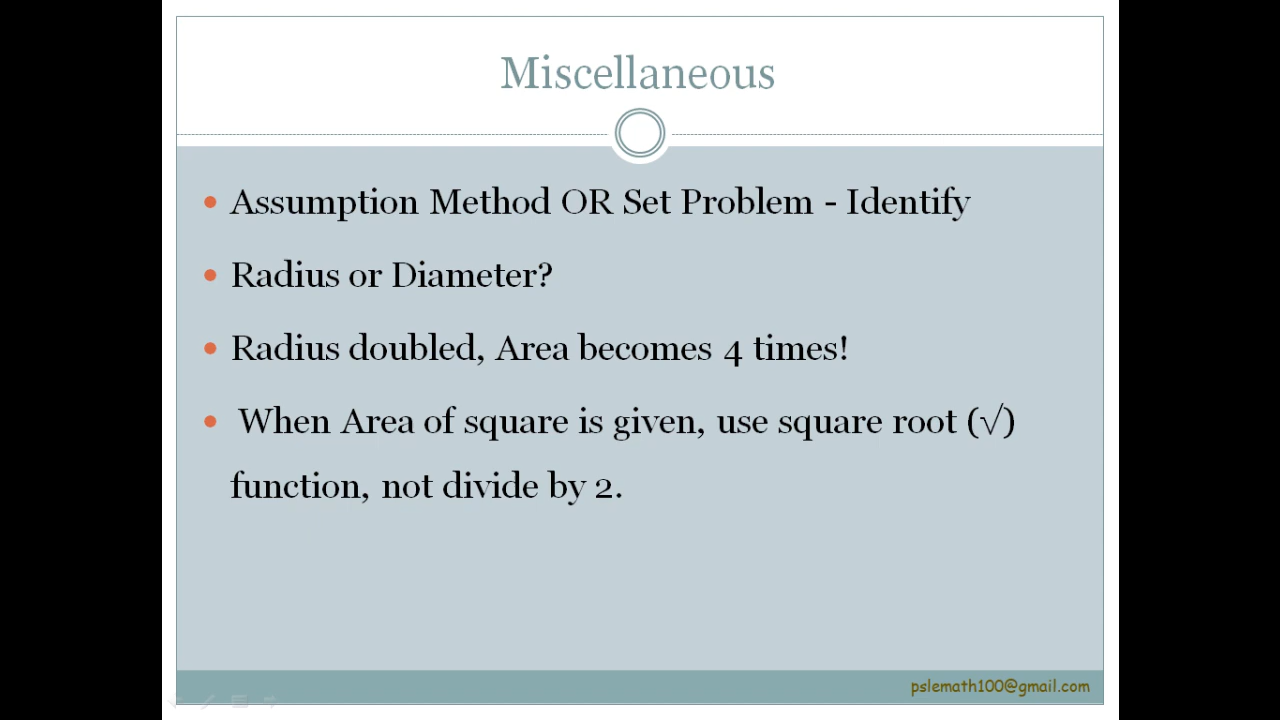 Miscellaneous
Assumption Method OR Set Problem - Identify
Radius or Diameter?
Radius doubled, Area becomes 4 times!
When Area of square is given, use square root (√)
function, not divide by 2.
pslemath100@gmail.com